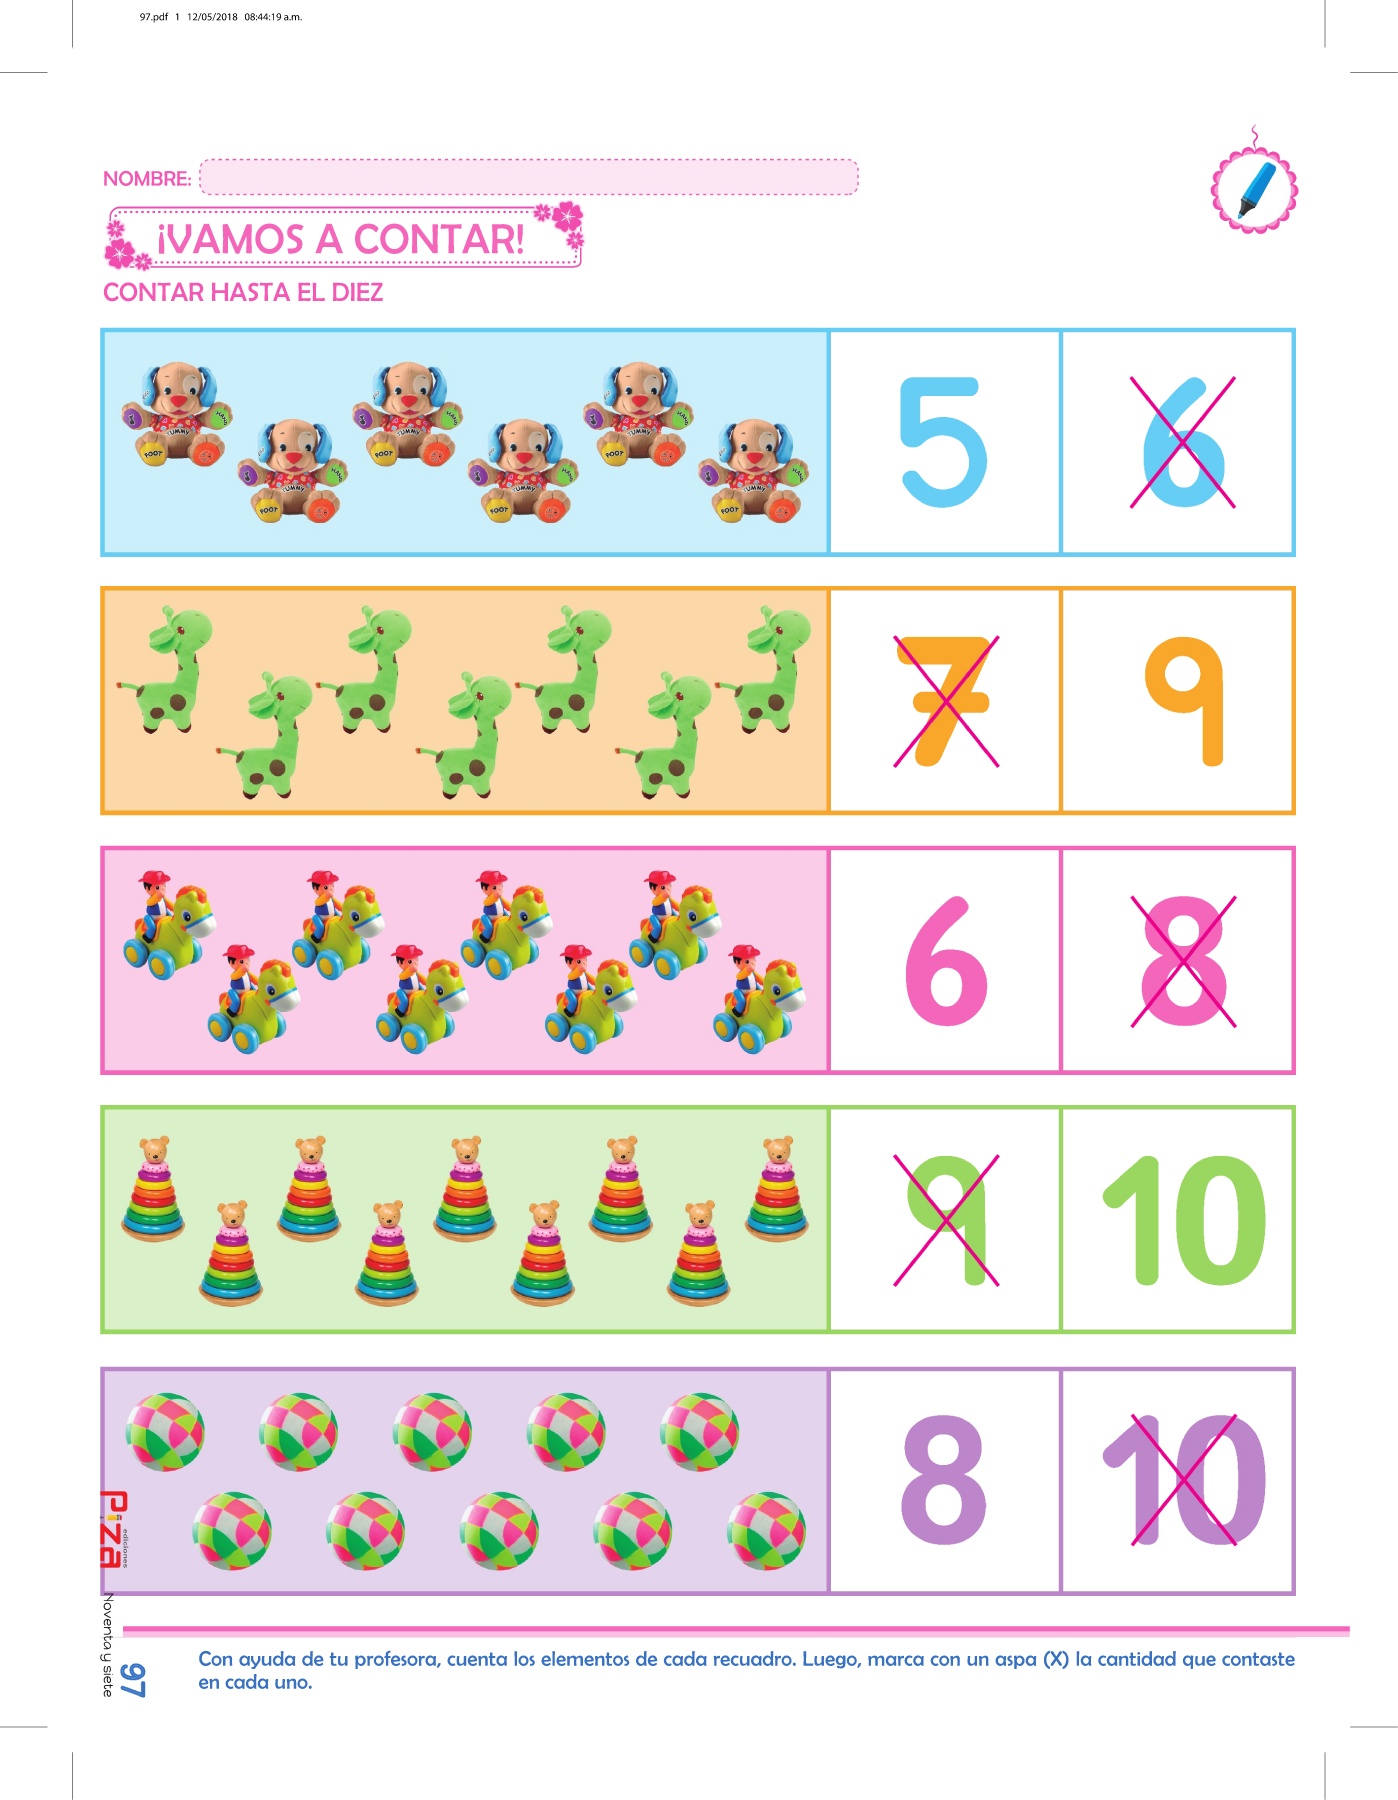 97.pdf 1 12/05/2018 08:44:19 a.m.
NOMBRE:
¡VAMOS A CONTAR!
CONTAR HASTA EL DIEZ
5 6
7 9
6 8
9 10
8 10
Piza
ediciones
Noventa y siete
97
Con ayuda de tu profesora, cuenta los elementos de cada recuadro. Luego, marca con un aspa (X) la cantidad que contaste
en cada uno.